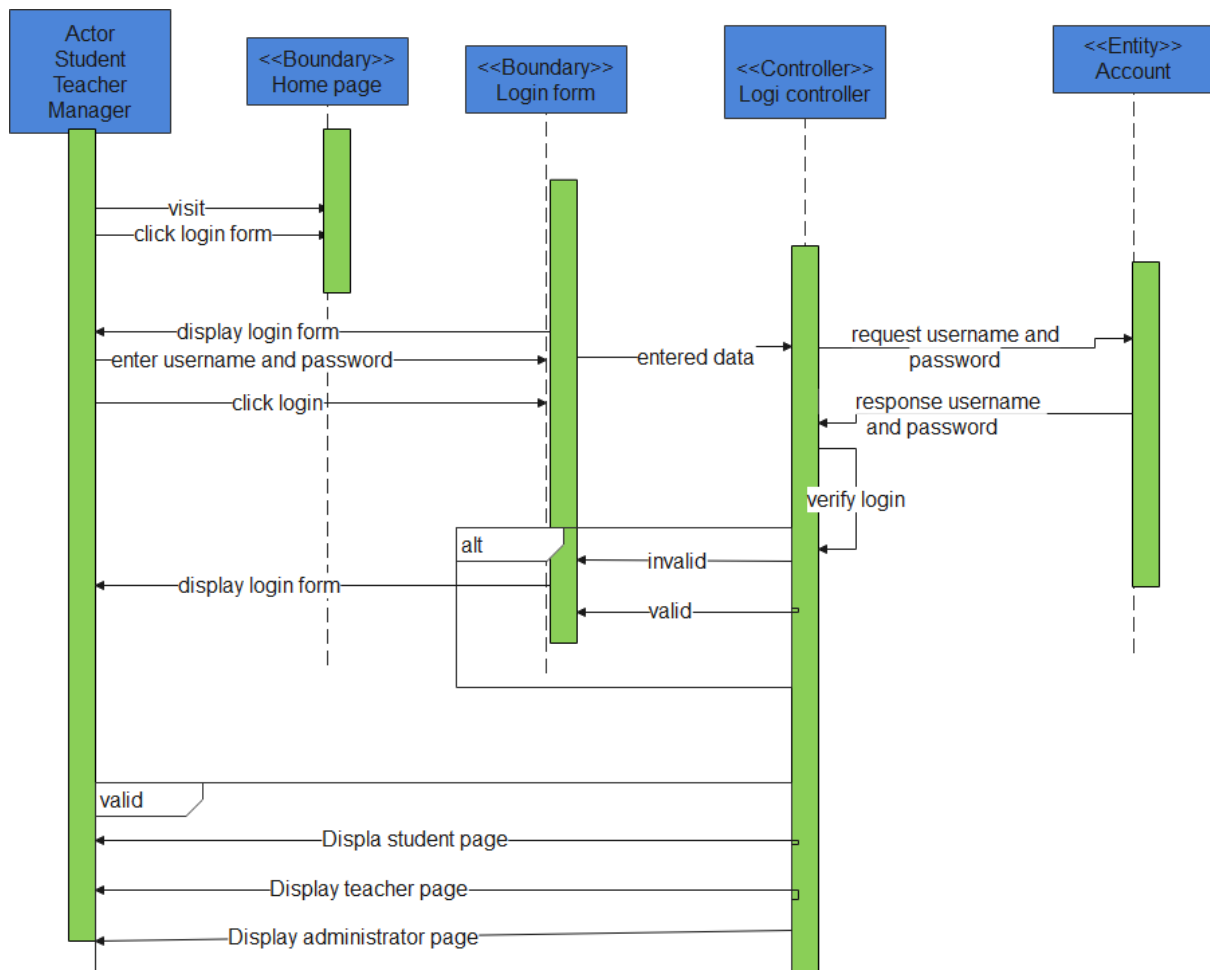 Actor
Student
Teacher
Manager
<<Boundary>>
Home page
<<Boundary>>
Login form
<<Controller>>
Logi controller
<<Entity>>
Account
visit
click login form
display login form
enter username and password
entered data
request username and
password
click login
response username
and password
verify login
alt
invalid
display login form
valid
valid
Displa student page
Display teacher page
Display administrator page